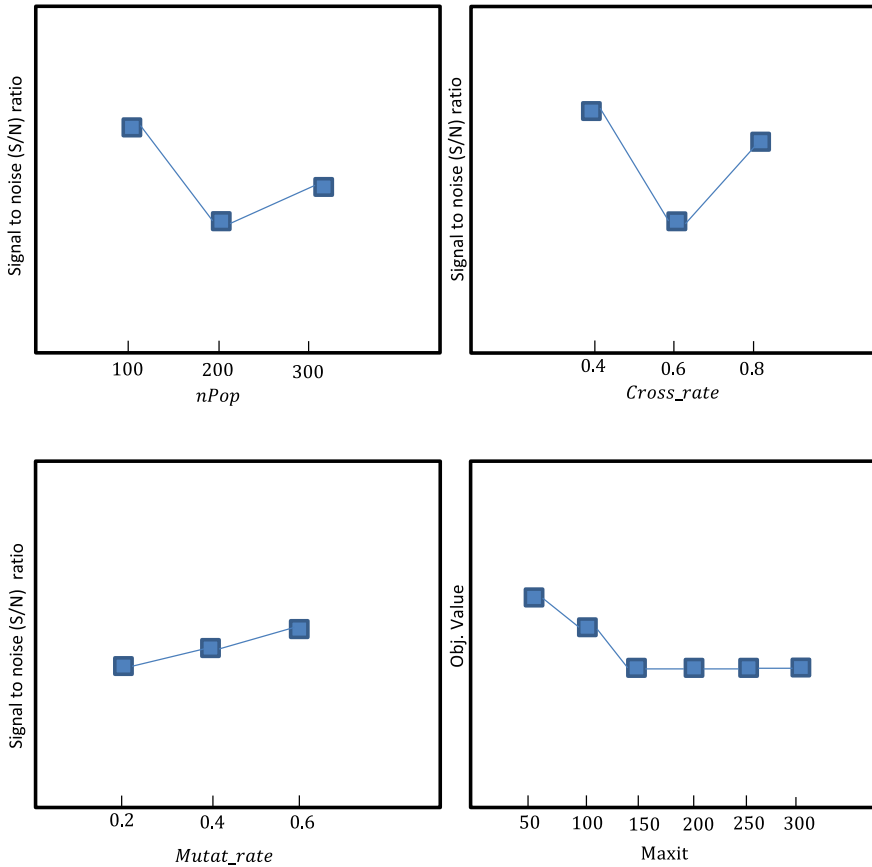 Signal to noise (S/N) ratio
100 200 300
nPop
Signal to noise (S/N) ratio
0.4 0.6 0.8
Cross_rate
Signal to noise (S/N) ratio
0.2 0.4 0.6
Mutat_rate
Obj. Value
50 100 150 200 250 300
Maxit